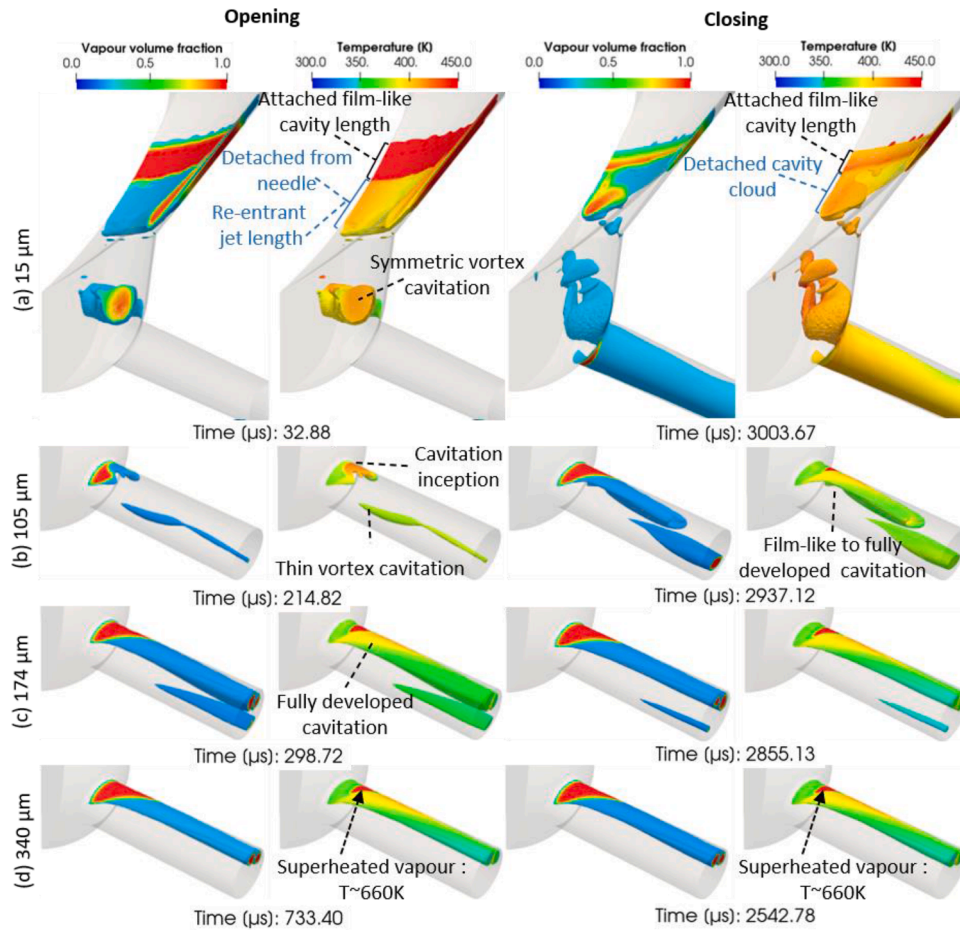 Opening
Closing
Vapour volume fraction
0.0 0.5 1.0
Temperature (K)
300.0 350.0 400.0 450.0
Vapour volume fraction
0.0 0.5 1.0
Temperature (K)
300.0 350.0 400.0 450.0
(a) 15 µm
Attached film-like
cavity length
Detached from
needle
Re-entrant
jet length
Symmetric vortex
cavitation
Attached film-like
cavity length
Detached cavity
cloud
Time (µs): 32.88
Time (µs): 3003.67
(b) 105 µm
Cavitation
inception
Thin vortex cavitation
Film-like to fully
developed cavitation
Time (µs): 214.82
Time (µs): 2937.12
(c) 174 µm
Fully developed
cavitation
Time (µs): 298.72
Time (µs): 2855.13
(d) 340 µm
Superheated vapour :
T~660K
Superheated vapour :
T~660K
Time (µs): 733.40
Time (µs): 2542.78